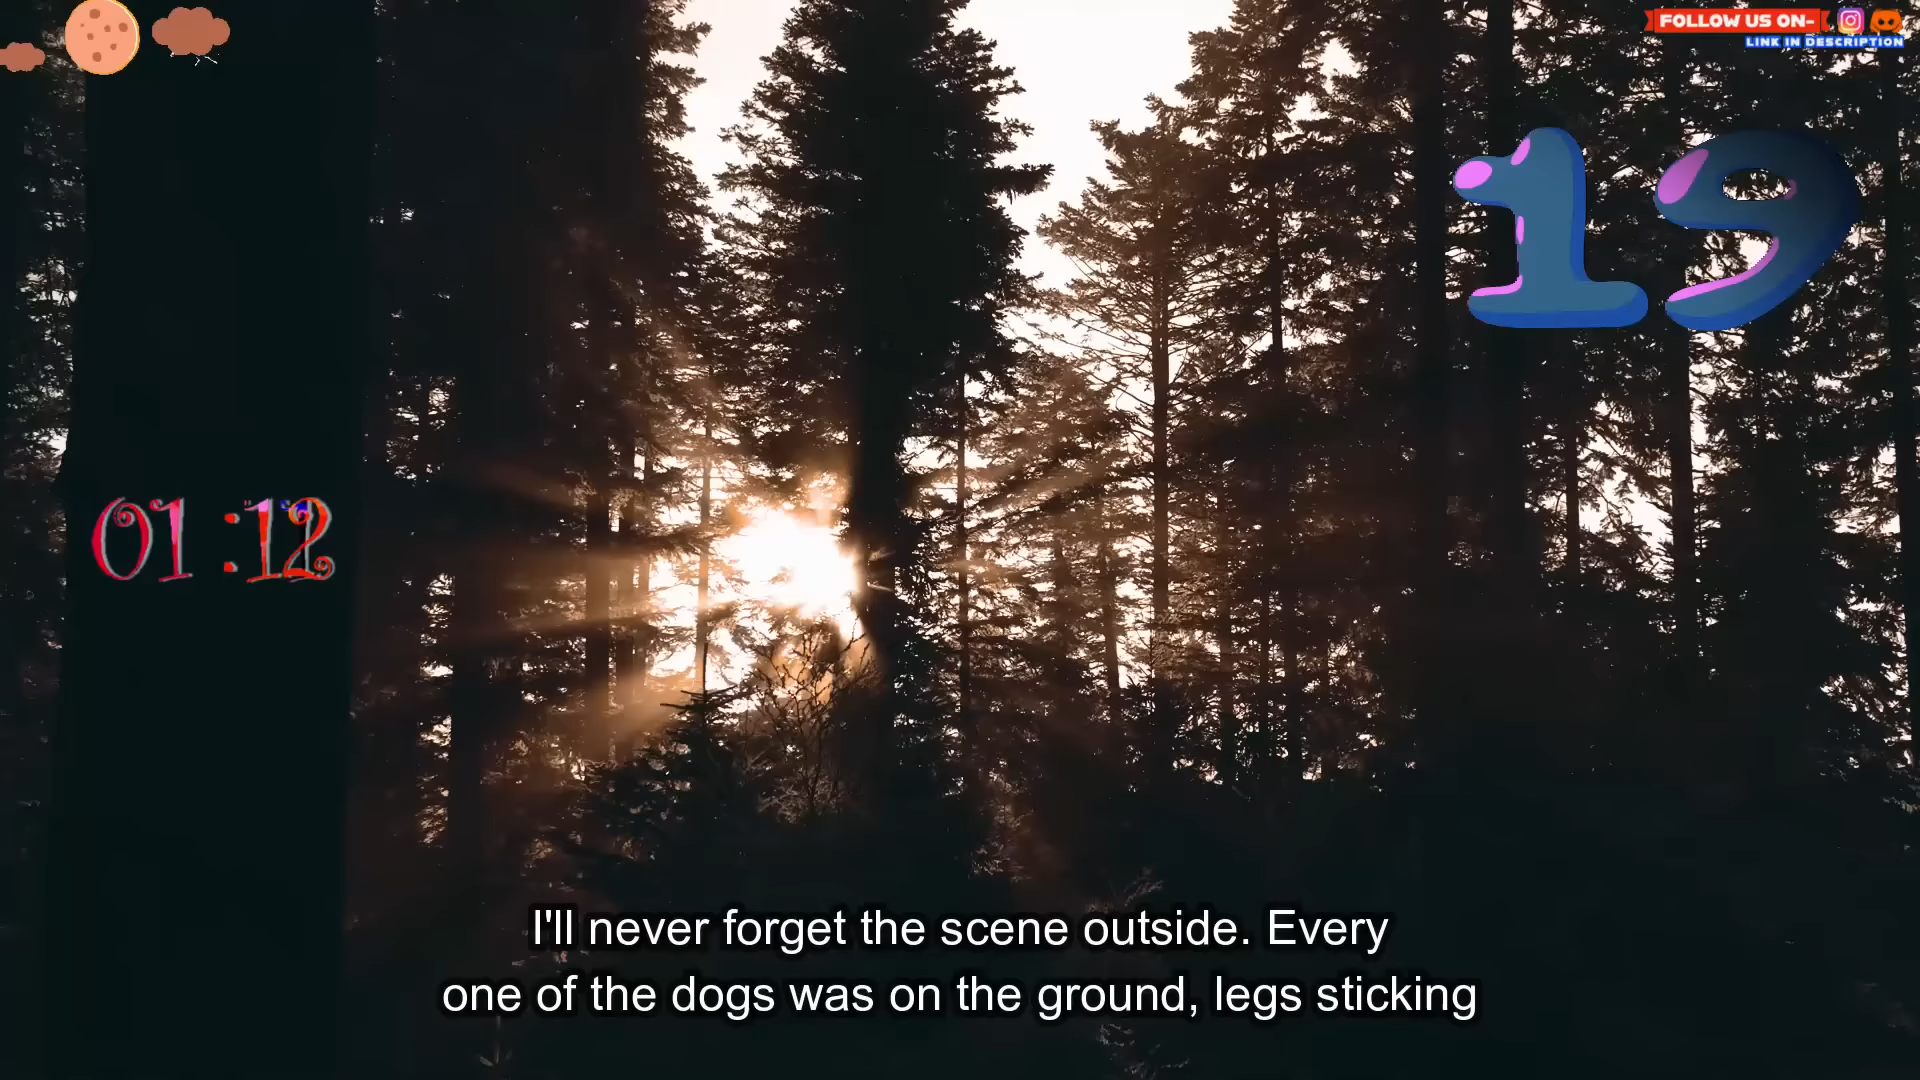 FOLLOW US ON-
LINK IN DESCRIPTION
19
01 :12
I'll never forget the scene outside. Every
one of the dogs was on the ground, legs sticking